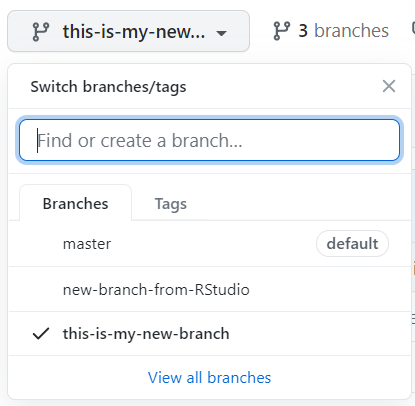 this-is-my-new... 3 branches
Switch branches/tags
Find or create a branch...
Branches Tags
master default
new-branch-from-RStudio
this-is-my-new-branch
View all branches